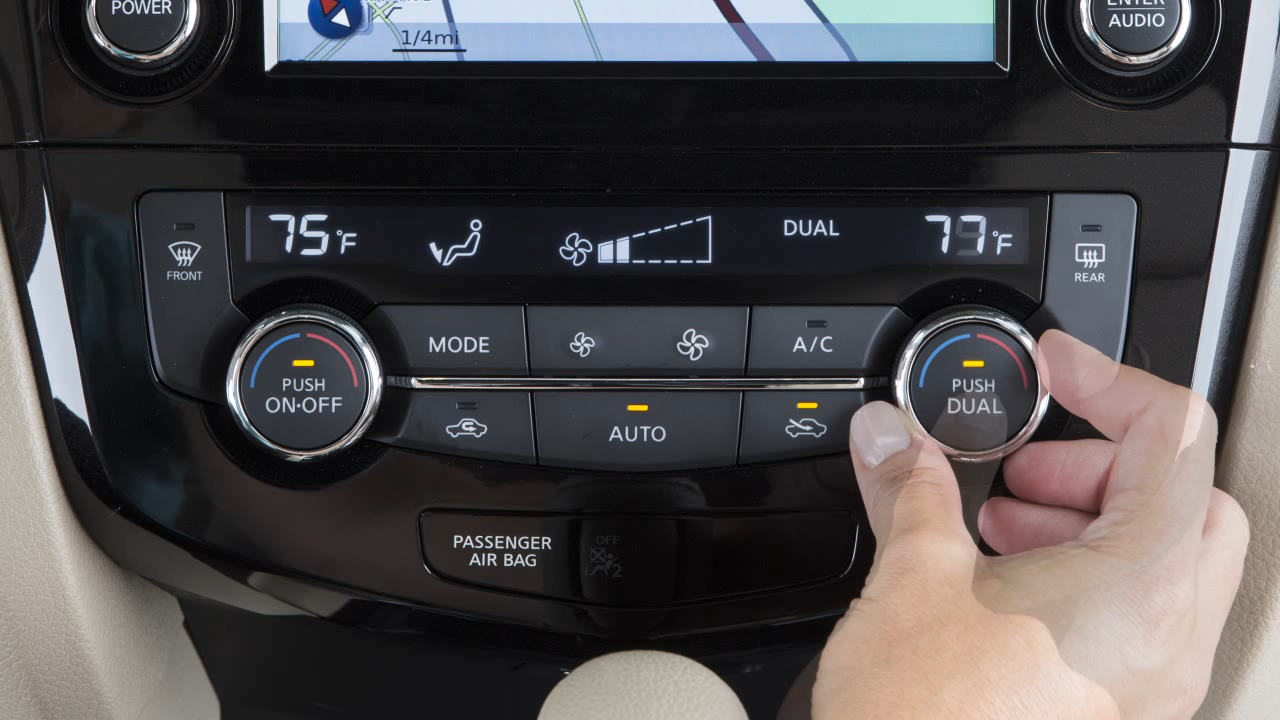 POWER
1/4mi
ENTER
AUDIO
FRONT
75°F
DUAL
77°F
REAR
MODE
A/C
PUSH
ON·OFF
PUSH
DUAL
AUTO
PASSENGER
AIR BAG
OFF
2